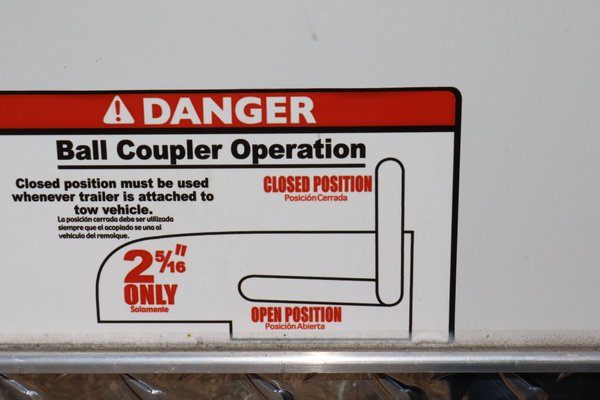 DANGER
Ball Coupler Operation
Closed position must be used
whenever trailer is attached to
tow vehicle.
La posición cerrada debe ser utilizada
siempre que el acoplado se una al
vehículo del remolque.
CLOSED POSITION
Posición Cerrada
2 5/16"
ONLY
Solamente
OPEN POSITION
Posición Abierta